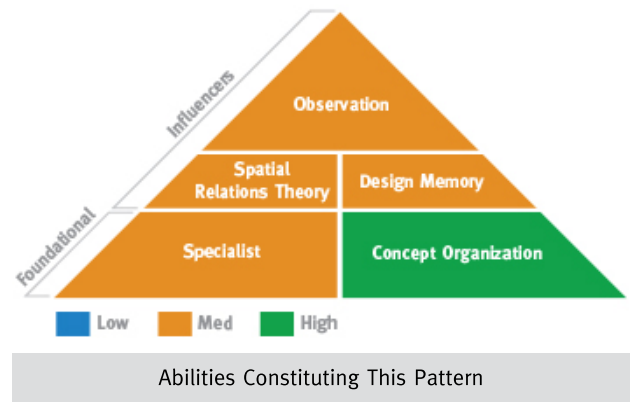 Influencers
Observation
Spatial
Relations Theory
Design Memory
Foundational
Specialist
Concept Organization
Low
Med
High
Abilities Constituting This Pattern